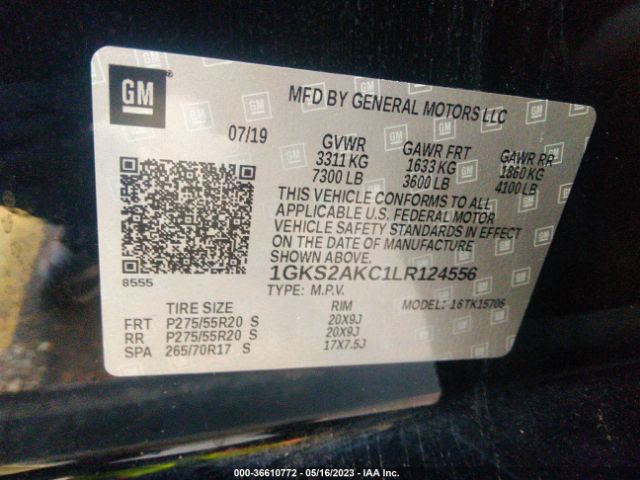 GM
MFD BY GENERAL MOTORS LLC
07/19
GVWR GAWR FRT GAWR RR
3311 KG 1633 KG 1860 KG
7300 LB 3600 LB 4100 LB
THIS VEHICLE CONFORMS TO ALL
APPLICABLE U.S. FEDERAL MOTOR
VEHICLE SAFETY STANDARDS IN EFFECT
ON THE DATE OF MANUFACTURE
SHOWN ABOVE.
8555
1GKS2AKC1LR124556
TYPE: M.P.V. MODEL: 16TK15706
TIRE SIZE RIM
FRT P275/55R20 S 20X9J
RR P275/55R20 S 20X9J
SPA 265/70R17 S 17X7.5J
000-36610772 - 05/16/2023 - IAA Inc.